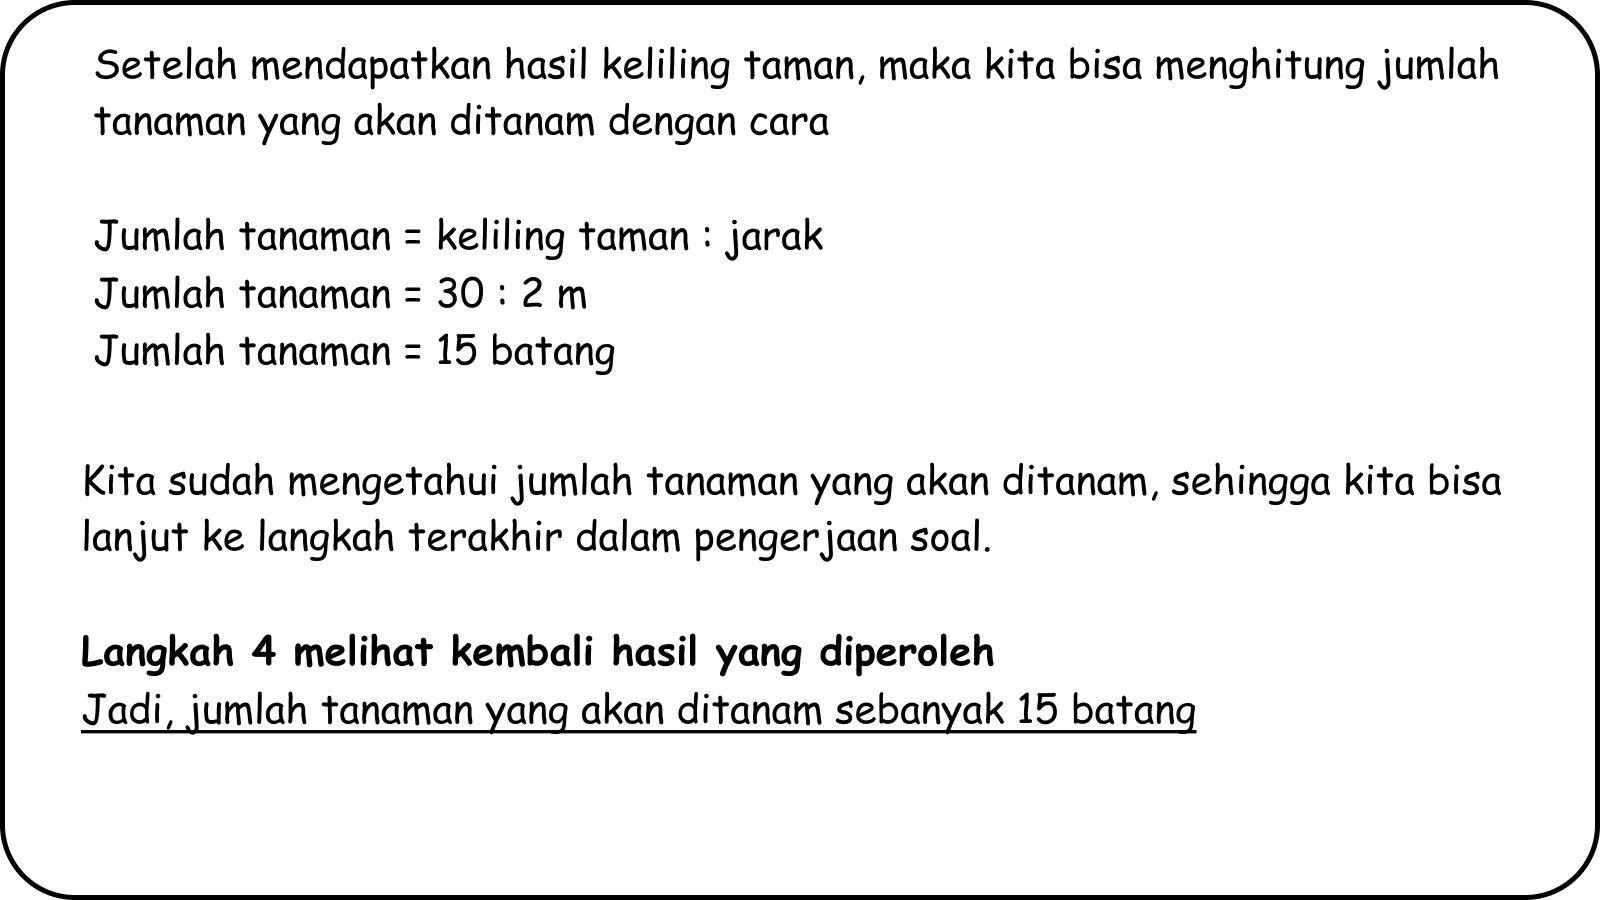 Setelah mendapatkan hasil keliling taman, maka kita bisa menghitung jumlah
tanaman yang akan ditanam dengan cara
Jumlah tanaman = keliling taman : jarak
Jumlah tanaman = 30 : 2 m
Jumlah tanaman = 15 batang
Kita sudah mengetahui jumlah tanaman yang akan ditanam, sehingga kita bisa
lanjut ke langkah terakhir dalam pengerjaan soal.
Langkah 4 melihat kembali hasil yang diperoleh
Jadi, jumlah tanaman yang akan ditanam sebanyak 15 batang